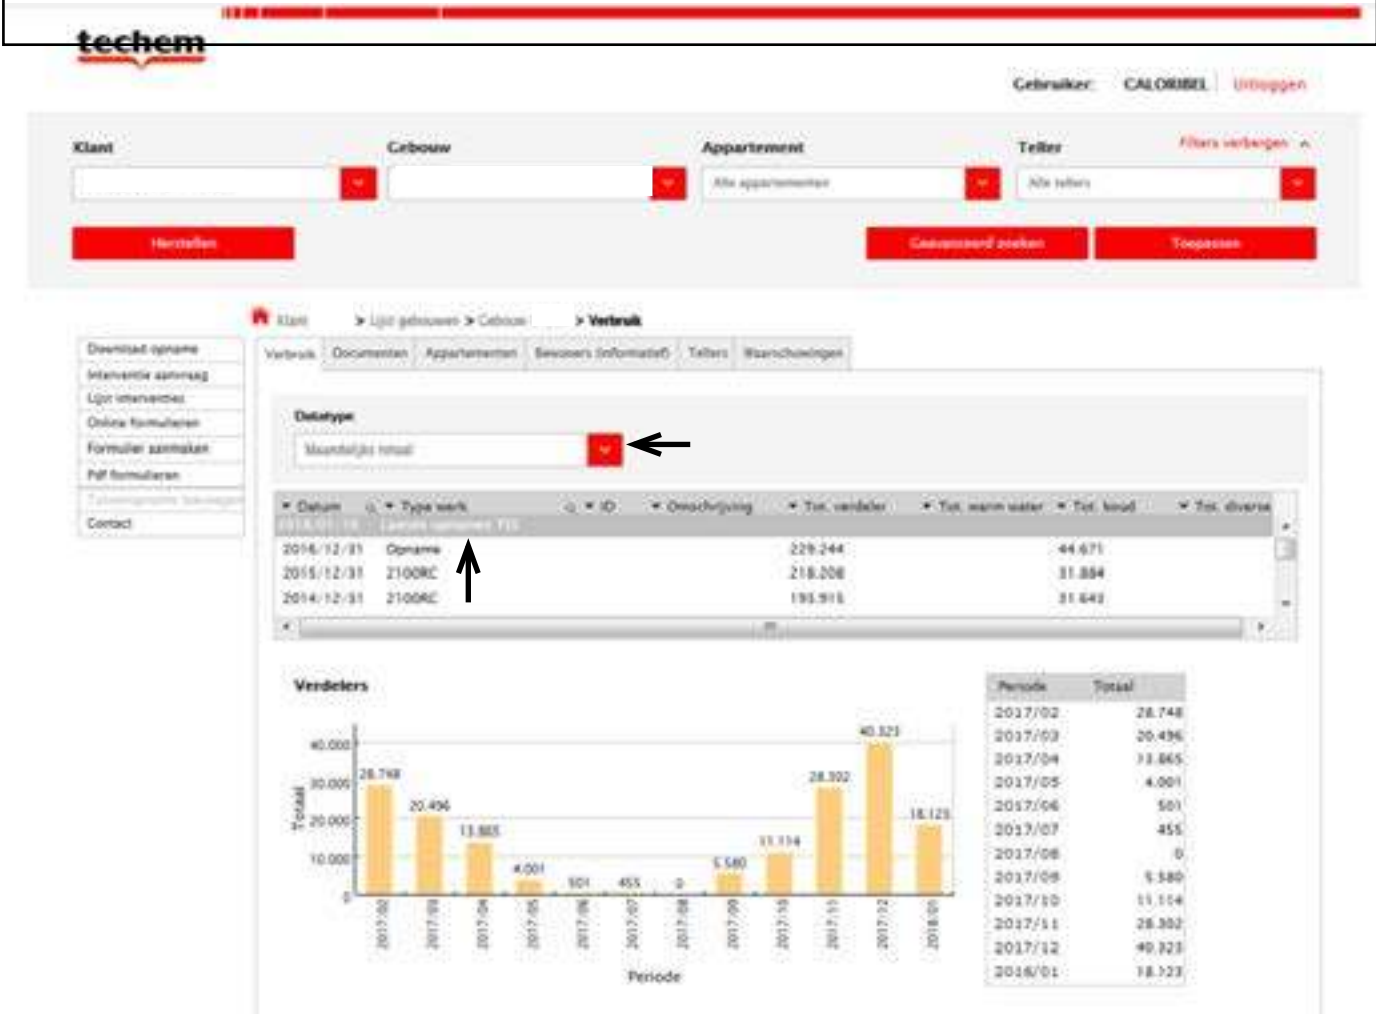 techem
Gebruiker: CALORIBEL Uitloggen
Klant Gebouw Appartement Teller Filters verbergen
Alle appartementen Alle tellers
Herstellen Geavanceerd zoeken Toepassen
Klant > Lijst gebouwen > Gebouw > Verbruik
Download opname
Interventie aanvraag
Lijst interventies
Online formulieren
Formulier aanmaken
Pdf formulieren
Contact
Verbruik Documenten Appartementen Bewoners (informatief) Tellers Waarschuwingen
Datatype
Maandelijks totaal
Datum Type werk ID Omschrijving Tot. verdeler Tot. warm water Tot. koud Tot. diverse
Laatste opnamen TSS
2016/12/31 Opname 229.244 44.671
2015/12/31 2100RC 218.208 31.884
2014/12/31 2100RC 193.915 31.643
Verdelers
Totaal
40.000
30.000
20.000
10.000
0
28.748 20.496 13.865 4.001 501 455 0 5.580 11.114 28.302 40.323 18.123
2017/02 2017/03 2017/04 2017/05 2017/06 2017/07 2017/08 2017/09 2017/10 2017/11 2017/12 2018/01
Periode
Periode Totaal
2017/02 28.748
2017/03 20.496
2017/04 13.865
2017/05 4.001
2017/06 501
2017/07 455
2017/08 0
2017/09 5.580
2017/10 11.114
2017/11 28.302
2017/12 40.323
2018/01 18.123